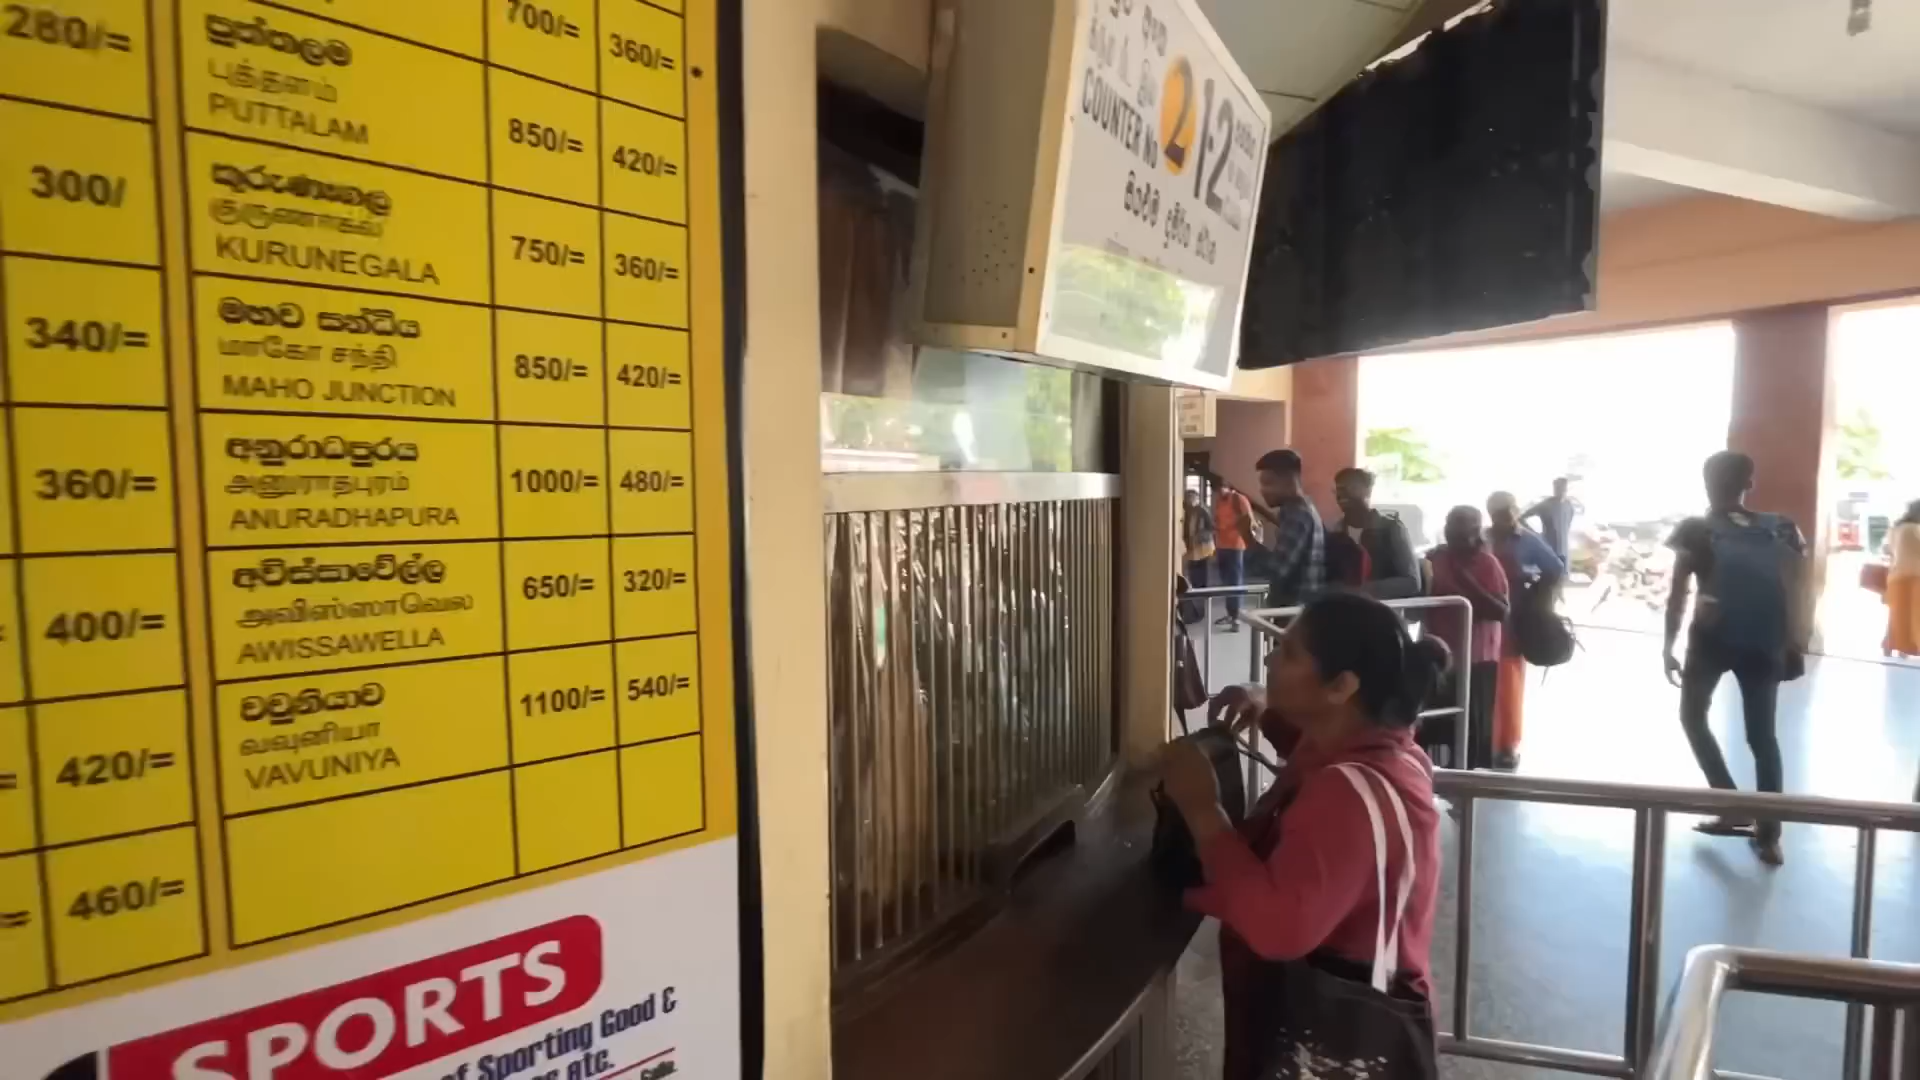 280/=
300/
340/=
360/=
400/=
420/=
460/=
700/= 360/=
පුත්තලම
புத்தளம்
PUTTALAM
850/= 420/=
කුරුණෑගල
குருணாகல்
KURUNEGALA
750/= 360/=
මහව සන්ධිය
மாகோ சந்தி
MAHO JUNCTION
850/= 420/=
අනුරාධපුරය
அனுராதபுரம்
ANURADHAPURA
1000/= 480/=
අවිස්සාවේල්ල
அவிஸ்ஸாவெல
AWISSAWELLA
650/= 320/=
වවුනියාව
வவுனியா
VAVUNIYA
1100/= 540/=
SPORTS
of Sporting Good &
etc.
Galle.
COUNTER No 2
1-2